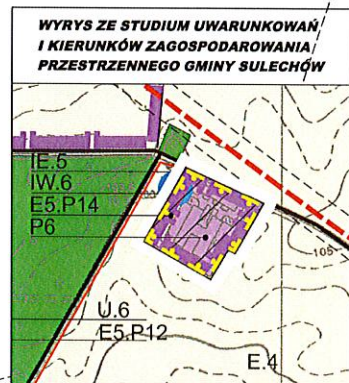 WYRYS ZE STUDIUM UWARUNKOWAŃ
I KIERUNKÓW ZAGOSPODAROWANIA
PRZESTRZENNEGO GMINY SULECHÓW
IE.5
IW.6
E5.P14
P6
105
U.6
E5.P12
E.4